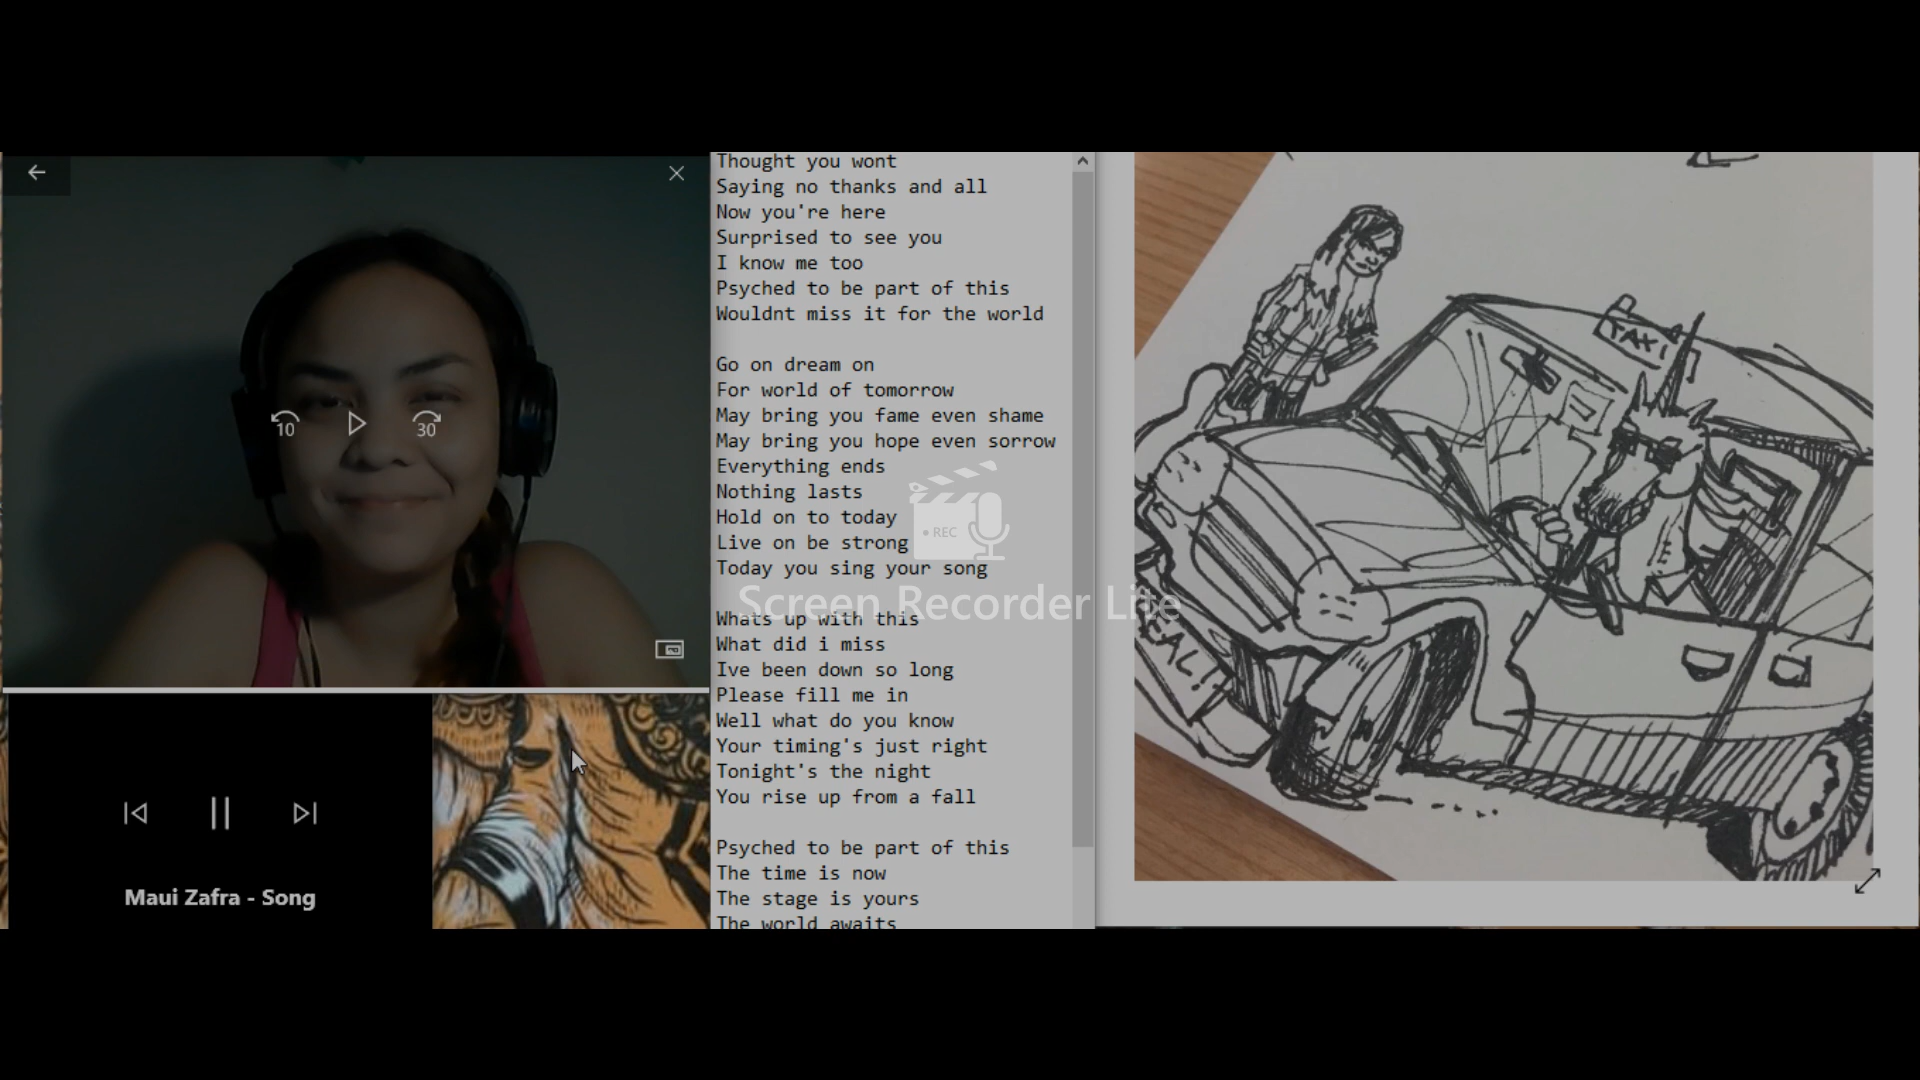 10
30
Maui Zafra - Song
Thought you wont
Saying no thanks and all
Now you're here
Surprised to see you
I know me too
Psyched to be part of this
Wouldnt miss it for the world
Go on dream on
For world of tomorrow
May bring you fame even shame
May bring you hope even sorrow
Everything ends
Nothing lasts
Hold on to today
Live on be strong
Today you sing your song
Whats up with this
What did i miss
Ive been down so long
Please fill me in
Well what do you know
Your timing's just right
Tonight's the night
You rise up from a fall
Psyched to be part of this
The time is now
The stage is yours
The world awaits
REC
Screen Recorder Lite
TAXI